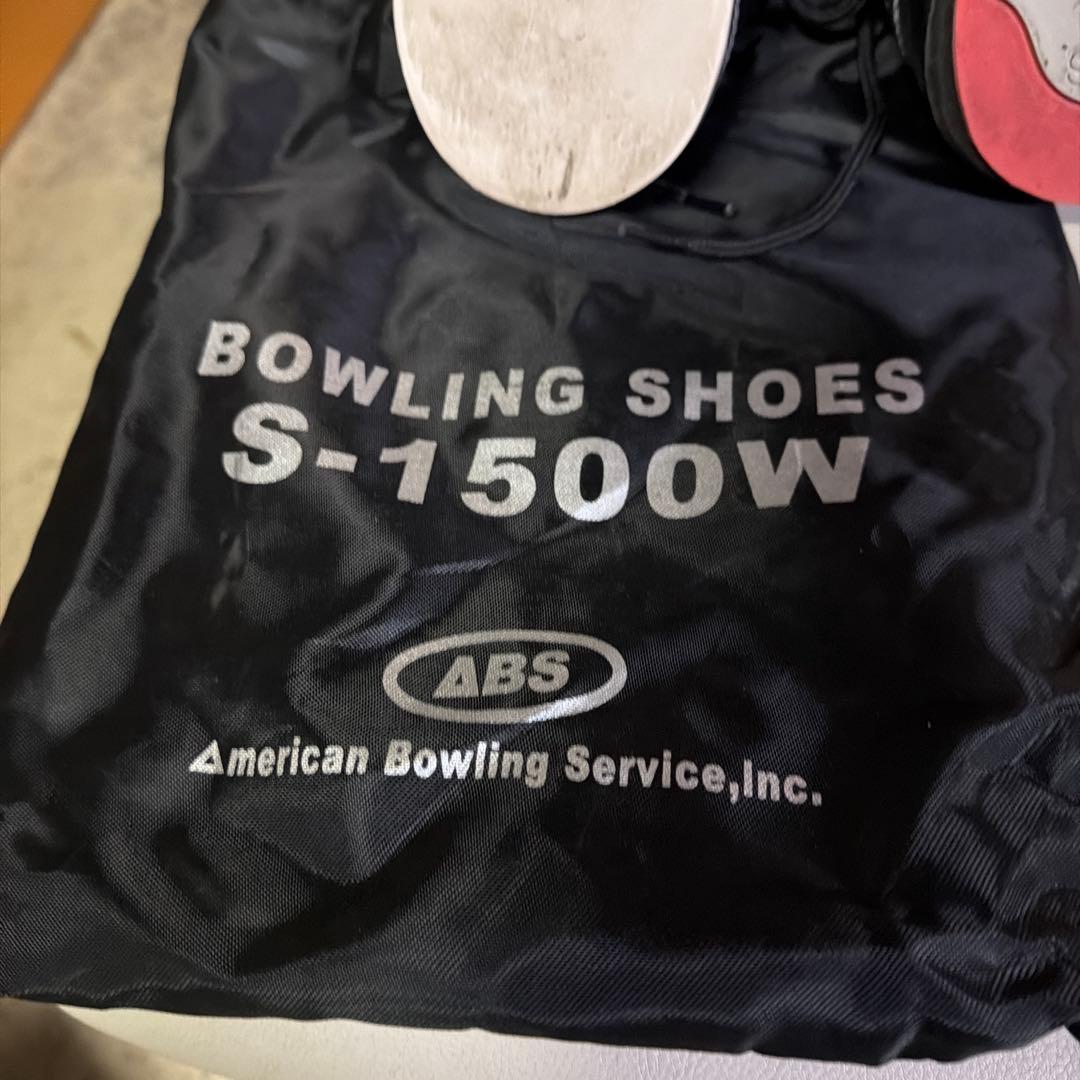 BOWLING SHOES
S-1500W
ABS
American Bowling Service,Inc.